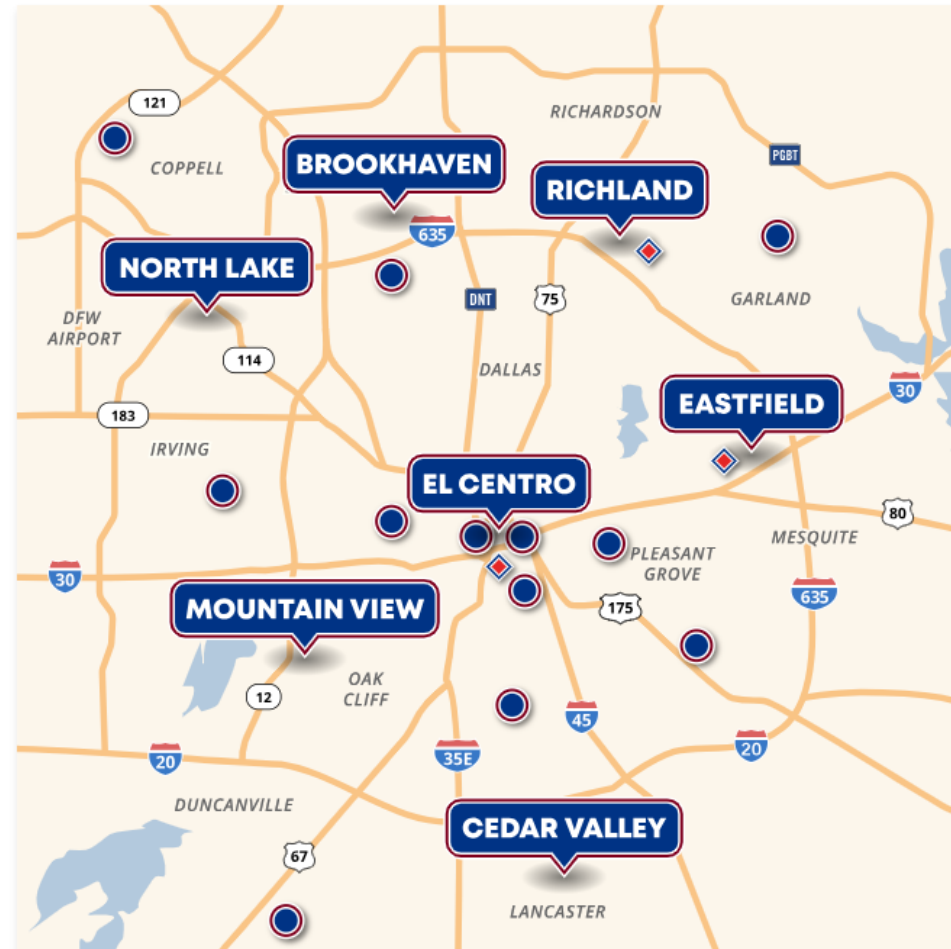 121
RICHARDSON
PGBT
COPPELL
BROOKHAVEN
RICHLAND
635
NORTH LAKE
DNT
75
GARLAND
DFW
AIRPORT
114
DALLAS
30
183
EASTFIELD
IRVING
EL CENTRO
80
MESQUITE
PLEASANT
GROVE
30
MOUNTAIN VIEW
175
635
OAK
CLIFF
12
45
35E
20
20
DUNCANVILLE
CEDAR VALLEY
67
LANCASTER